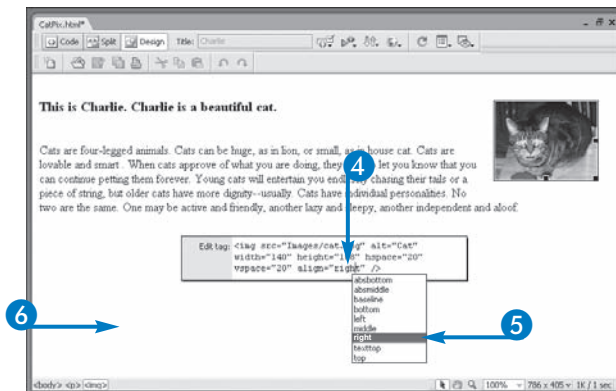 CatPix.html*
Code Split Design Title: Charlie
This is Charlie. Charlie is a beautiful cat.
Cats are four-legged animals. Cats can be huge, as in lion, or small, as in house cat. Cats are
lovable and smart . When cats approve of what you are doing, they let you know that you
can continue petting them forever. Young cats will entertain you endlessly chasing their tails or a
piece of string, but older cats have more dignity--usually. Cats have individual personalities. No
two are the same. One may be active and friendly, another lazy and sleepy, another independent and aloof.
4
Edit tag: <img src="Images/cat alt="Cat"
width="140" height= hspace="20"
vspace="20" align="right" />
absbottom
absmiddle
baseline
bottom
left
middle
right
texttop
top
5
6
<body> <p> <img>
100% 786 x 405 1K / 1 sec